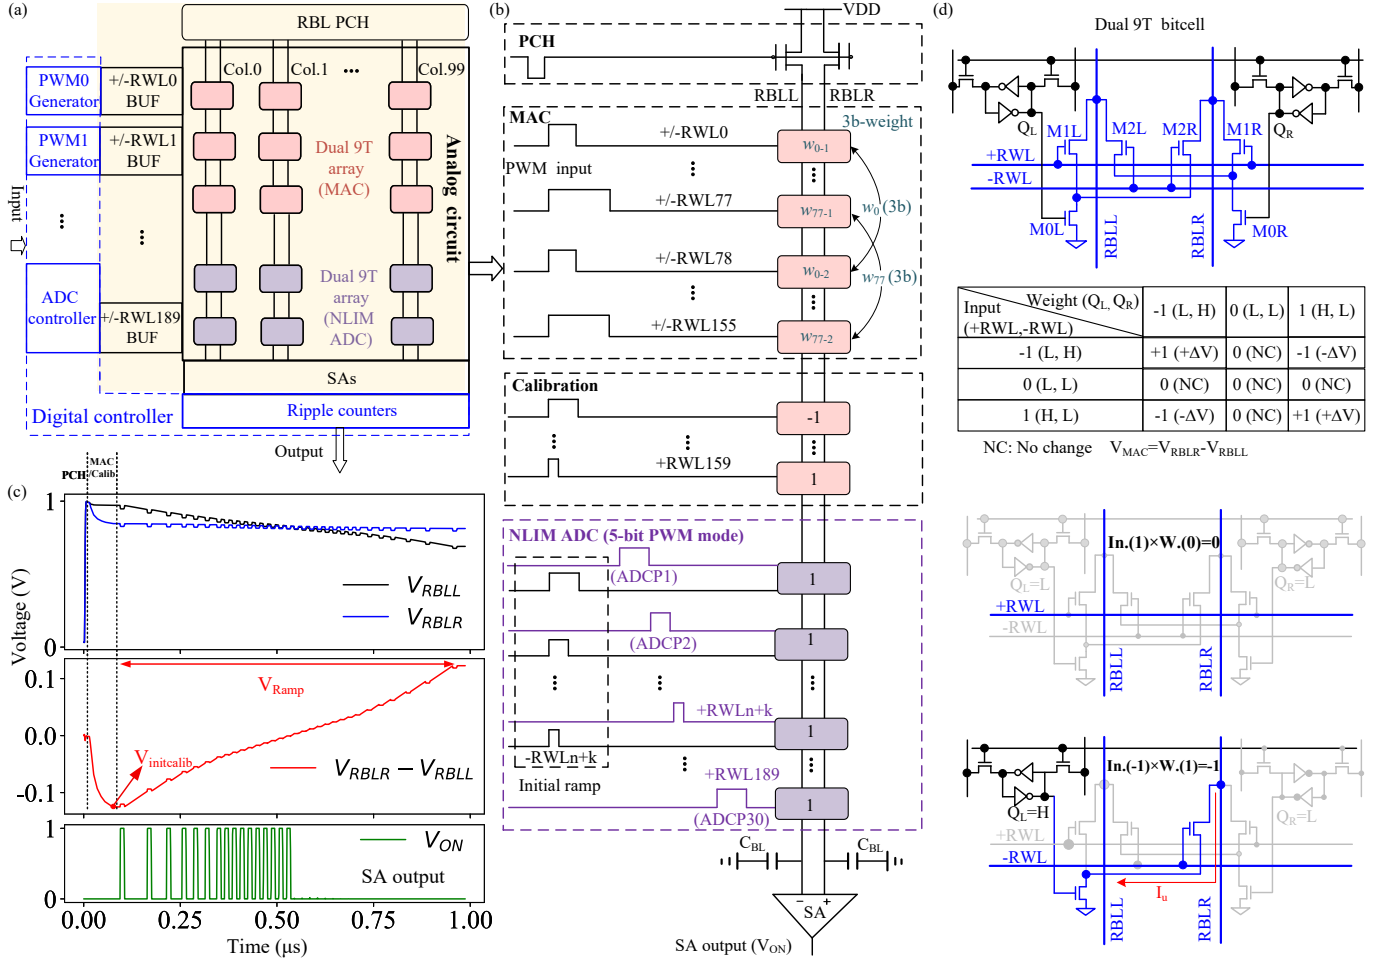 (a)
RBL PCH
Col.0
Col.1
...
Col.99
PWM0
Generator
+/-RWL0
BUF
PWM1
Generator
+/-RWL1
BUF
Dual 9T
array
(MAC)
Analog circuit
Input
ADC
controller
+/-RWL189
BUF
Dual 9T
array
(NLIM
ADC)
SAs
Digital controller
Ripple counters
Output
(b)
VDD
PCH
RBLL
RBLR
MAC
3b-weight
PWM input
+/-RWL0
w0-1
+/-RWL77
w77-1
w0 (3b)
+/-RWL78
w0-2
w77 (3b)
+/-RWL155
w77-2
Calibration
-1
+RWL159
1
NLIM ADC (5-bit PWM mode)
(ADCP1)
1
(ADCP2)
1
+RWLn+k
1
-RWLn+k
Initial ramp
+RWL189
(ADCP30)
1
CBL
CBL
- SA +
SA output (VON)
(c)
PCH
MAC
/Calib
1
0
Voltage (V)
VRBLL
VRBLR
0.1
0.0
-0.1
VRamp
Vinitcalib
VRBLR − VRBLL
1
0
VON
SA output
0.00
0.25
0.50
0.75
1.00
Time (μs)
(d)
Dual 9T bitcell
QL
QR
M1L
M2L
M2R
M1R
+RWL
-RWL
M0L
RBLL
RBLR
M0R
Weight (QL, QR)
Input
(+RWL,-RWL)
-1 (L, H)
0 (L, L)
1 (H, L)
-1 (L, H)
+1 (+ΔV)
0 (NC)
-1 (-ΔV)
0 (L, L)
0 (NC)
0 (NC)
0 (NC)
1 (H, L)
-1 (-ΔV)
0 (NC)
+1 (+ΔV)
NC: No change VMAC=VRBLR-VRBLL
In.(1)×W.(0)=0
QL=L
QR=L
+RWL
-RWL
RBLL
RBLR
In.(-1)×W.(1)=-1
QL=H
QR=L
+RWL
-RWL
Iu
RBLL
RBLR